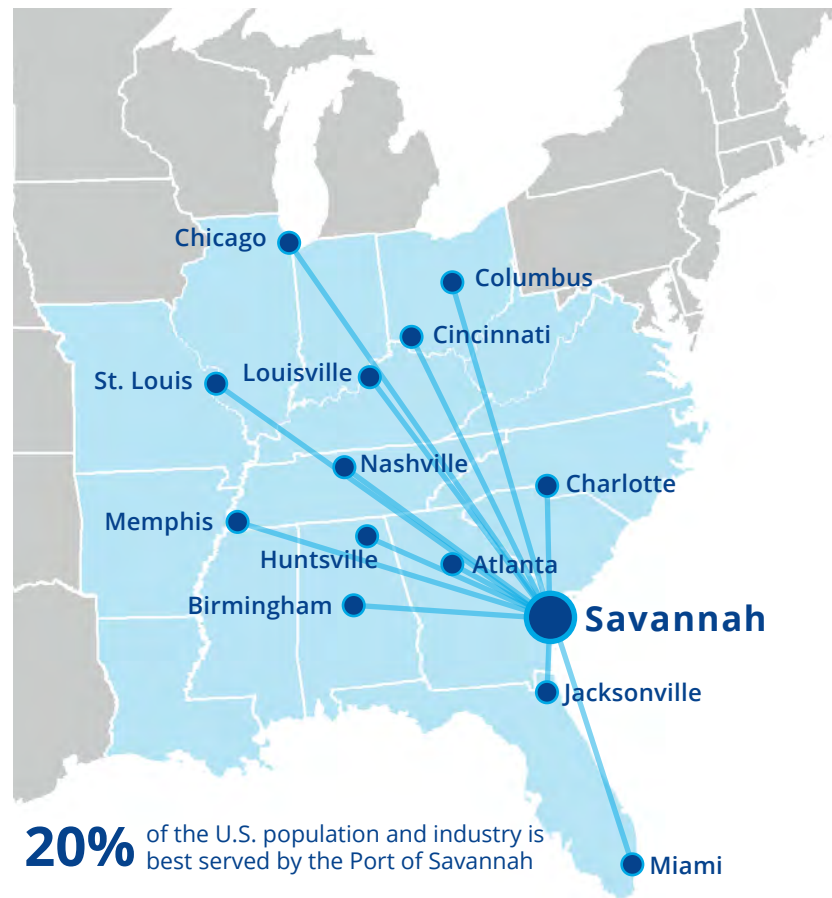 Chicago
Columbus
Cincinnati
Louisville
St. Louis
Nashville
Charlotte
Memphis
Huntsville
Atlanta
Birmingham
Savannah
Jacksonville
20% of the U.S. population and industry is
best served by the Port of Savannah
Miami